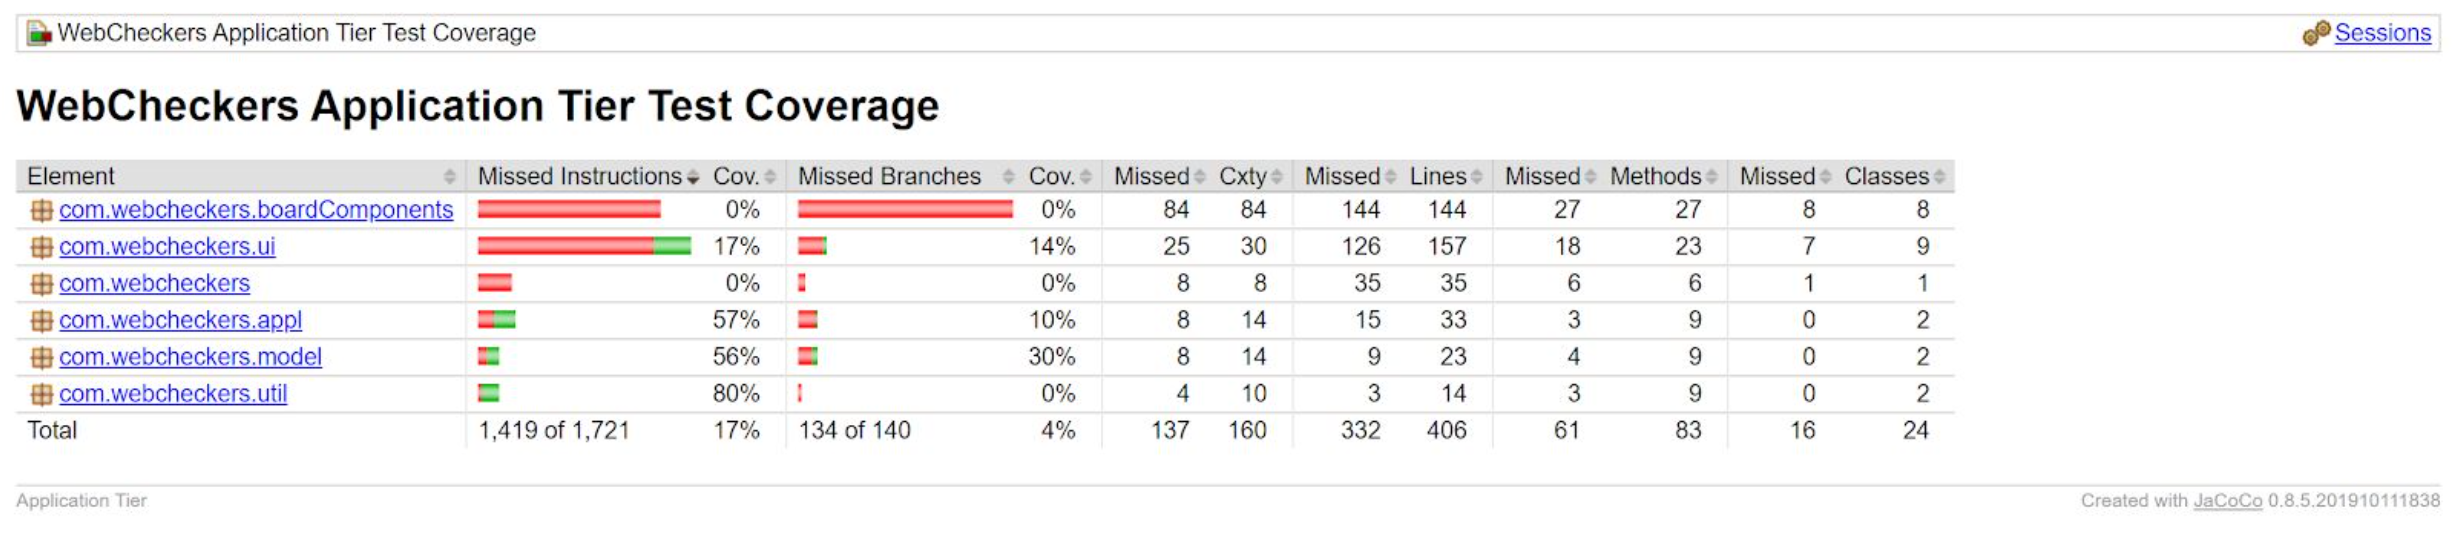 WebCheckers Application Tier Test Coverage Sessions
WebCheckers Application Tier Test Coverage
Element Missed Instructions Cov. Missed Branches Cov. Missed Cxty Missed Lines Missed Methods Missed Classes
com.webcheckers.boardComponents 0% 0% 84 84 144 144 27 27 8 8
com.webcheckers.ui 17% 14% 25 30 126 157 18 23 7 9
com.webcheckers 0% 0% 8 8 35 35 6 6 1 1
com.webcheckers.appl 57% 10% 8 14 15 33 3 9 0 2
com.webcheckers.model 56% 30% 8 14 9 23 4 9 0 2
com.webcheckers.util 80% 0% 4 10 3 14 3 9 0 2
Total 1,419 of 1,721 17% 134 of 140 4% 137 160 332 406 61 83 16 24
Application Tier Created with JaCoCo 0.8.5.201910111838